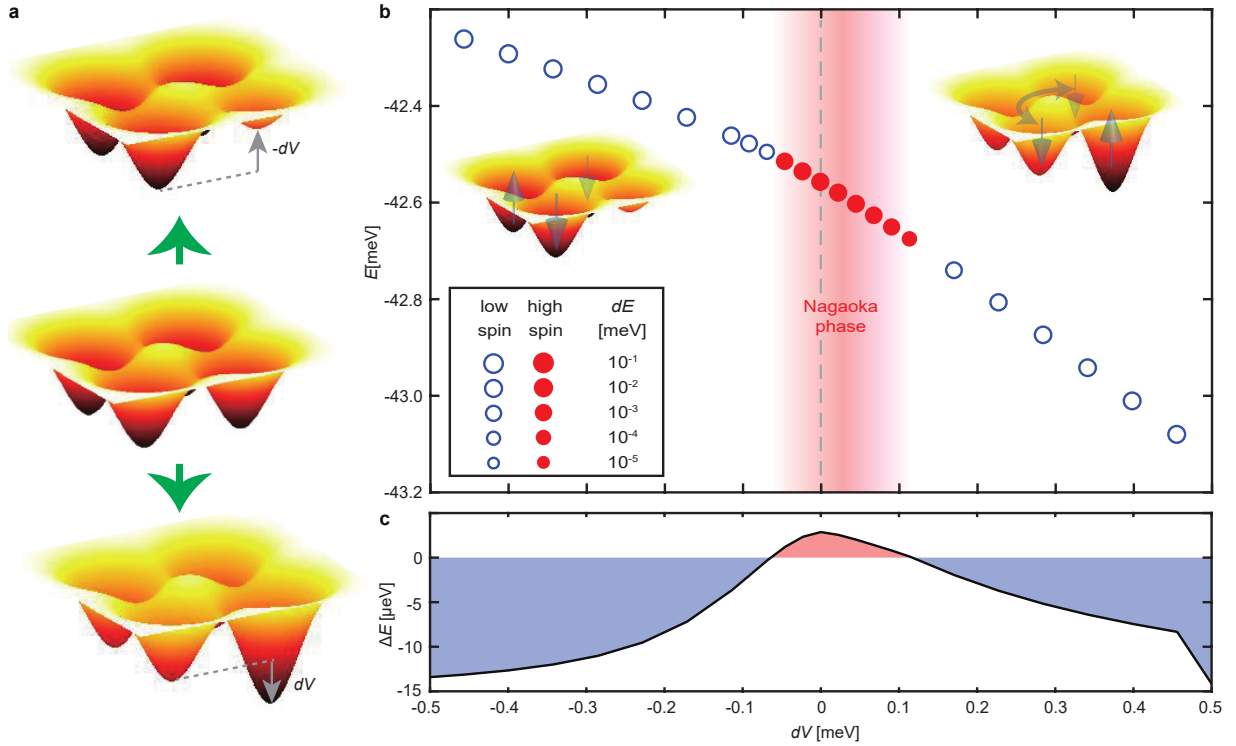 a
-dV
dV
b
E[meV]
-42.4
-42.6
-42.8
-43.0
-43.2
Nagaoka
phase
low
spin
high
spin
dE
[meV]
10⁻¹
10⁻²
10⁻³
10⁻⁴
10⁻⁵
c
ΔE [µeV]
0
-5
-10
-15
-0.5 -0.4 -0.3 -0.2 -0.1 0 0.1 0.2 0.3 0.4 0.5
dV [meV]